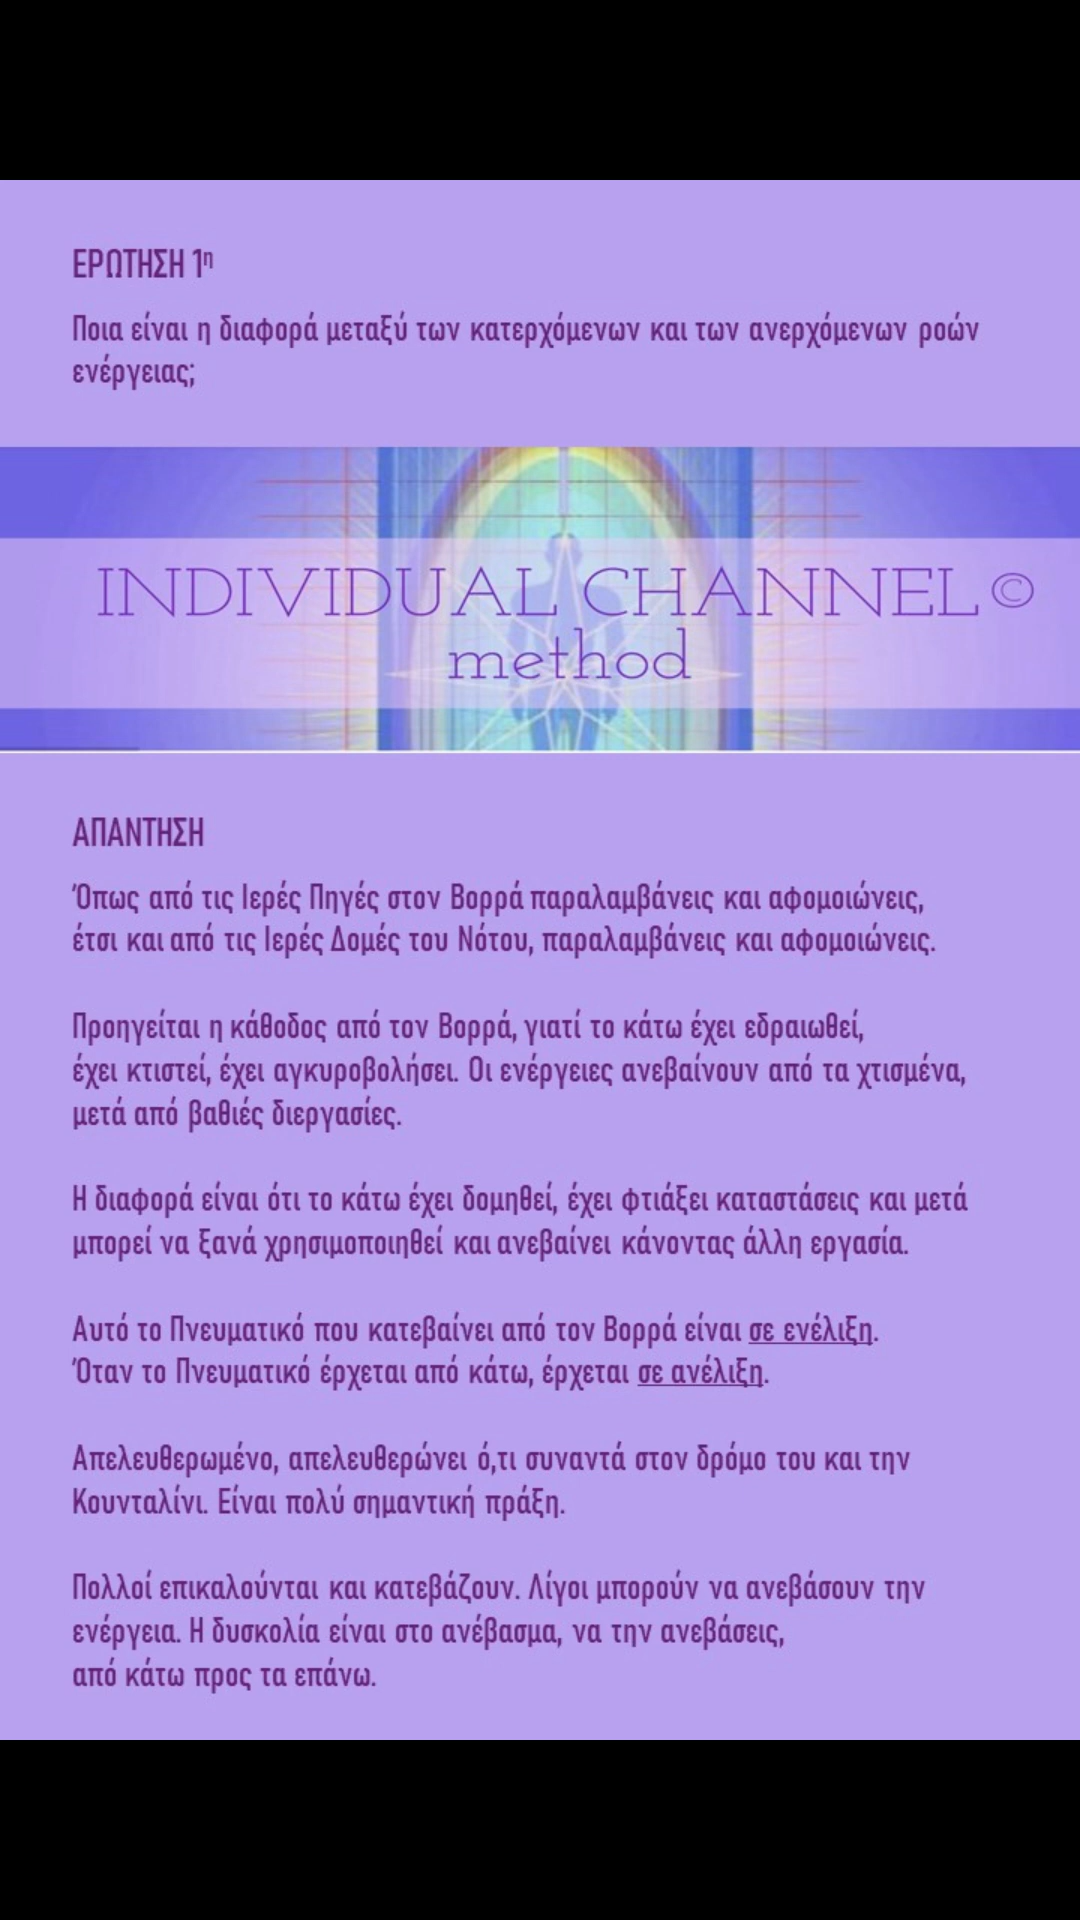 ΕΡΩΤΗΣΗ 1η
Ποια είναι η διαφορά μεταξύ των κατερχόμενων και των ανερχόμενων ροών
ενέργειας;
INDIVIDUAL CHANNEL ©
method
ΑΠΑΝΤΗΣΗ
Όπως από τις Ιερές Πηγές στον Βορρά παραλαμβάνεις και αφομοιώνεις,
έτσι και από τις Ιερές Δομές του Νότου, παραλαμβάνεις και αφομοιώνεις.
Προηγείται η κάθοδος από τον Βορρά, γιατί το κάτω έχει εδραιωθεί,
έχει κτιστεί, έχει αγκυροβολήσει. Οι ενέργειες ανεβαίνουν από τα χτισμένα,
μετά από βαθιές διεργασίες.
Η διαφορά είναι ότι το κάτω έχει δομηθεί, έχει φτιάξει καταστάσεις και μετά
μπορεί να ξανά χρησιμοποιηθεί και ανεβαίνει κάνοντας άλλη εργασία.
Αυτό το Πνευματικό που κατεβαίνει από τον Βορρά είναι σε ενέλιξη.
Όταν το Πνευματικό έρχεται από κάτω, έρχεται σε ανέλιξη.
Απελευθερωμένο, απελευθερώνει ό,τι συναντά στον δρόμο του και την
Κουνταλίνι. Είναι πολύ σημαντική πράξη.
Πολλοί επικαλούνται και κατεβάζουν. Λίγοι μπορούν να ανεβάσουν την
ενέργεια. Η δυσκολία είναι στο ανέβασμα, να την ανεβάσεις,
από κάτω προς τα επάνω.